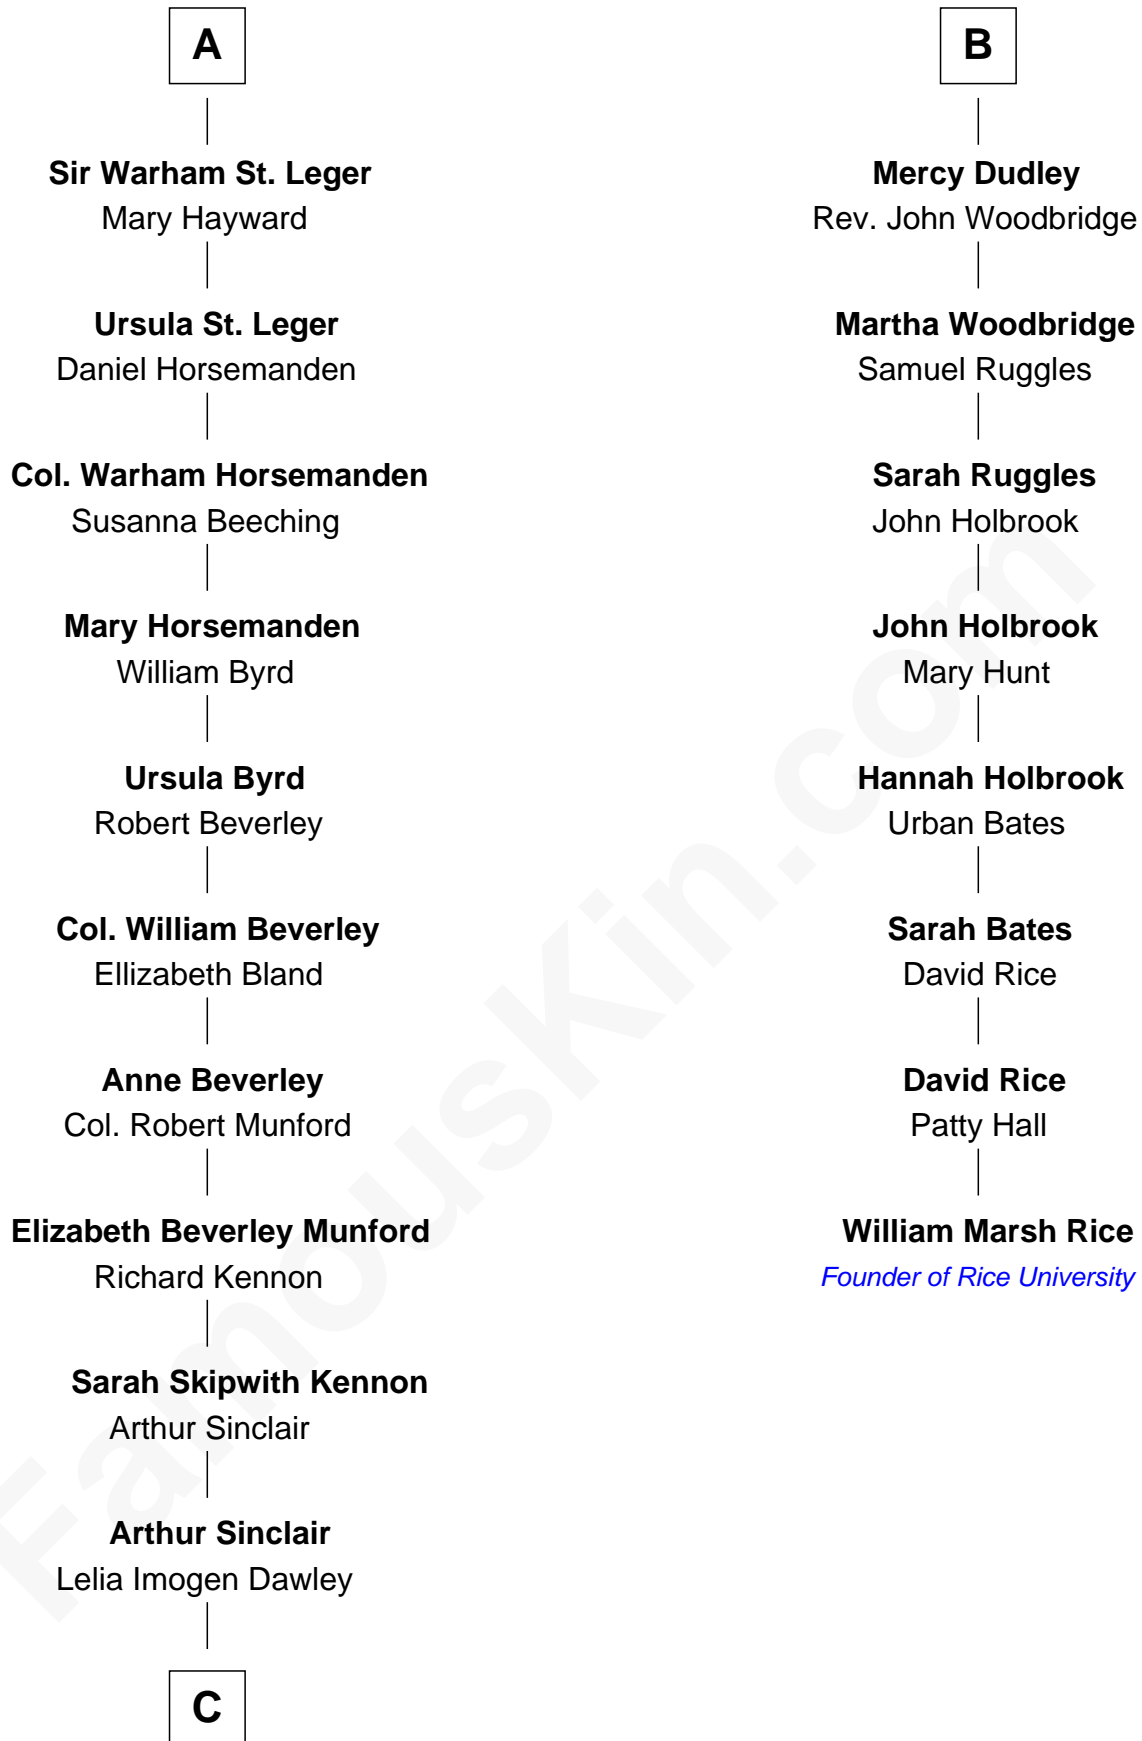 A
Sir Warham St. Leger
Mary Hayward
Ursula St. Leger
Daniel Horsemanden
Col. Warham Horsemanden
Susanna Beeching
Mary Horsemanden
William Byrd
Ursula Byrd
Robert Beverley
Col. William Beverley
Ellizabeth Bland
Anne Beverley
Col. Robert Munford
Elizabeth Beverley Munford
Richard Kennon
Sarah Skipwith Kennon
Arthur Sinclair
Arthur Sinclair
Lelia Imogen Dawley
C
B
Mercy Dudley
Rev. John Woodbridge
Martha Woodbridge
Samuel Ruggles
Sarah Ruggles
John Holbrook
John Holbrook
Mary Hunt
Hannah Holbrook
Urban Bates
Sarah Bates
David Rice
David Rice
Patty Hall
William Marsh Rice
Founder of Rice University
FamousKin.com